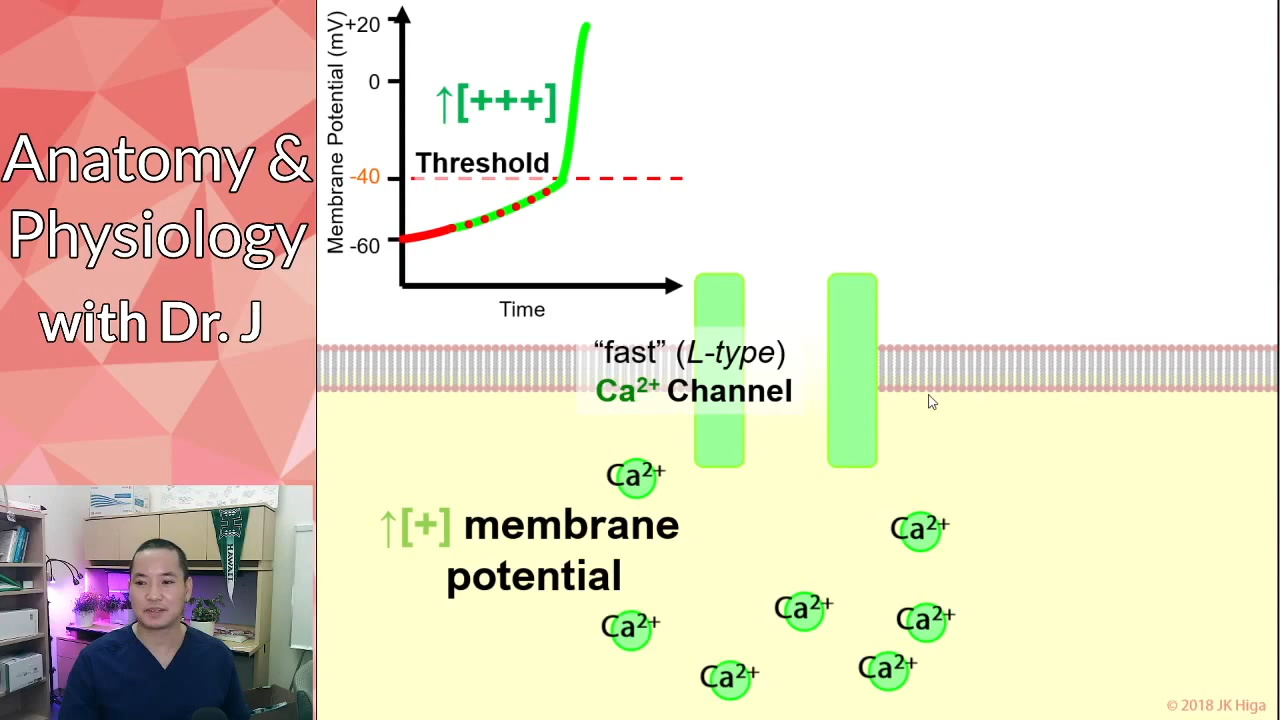 Anatomy &
Physiology
with Dr. J
HAWAI'I
Membrane Potential (mV)
+20
0
-40
-60
↑[+++]
Threshold
Time
“fast” (L-type)
Ca²⁺ Channel
Ca²⁺
↑[+] membrane
potential
Ca²⁺
Ca²⁺
Ca²⁺
Ca²⁺
Ca²⁺
Ca²⁺
© 2018 JK Higa